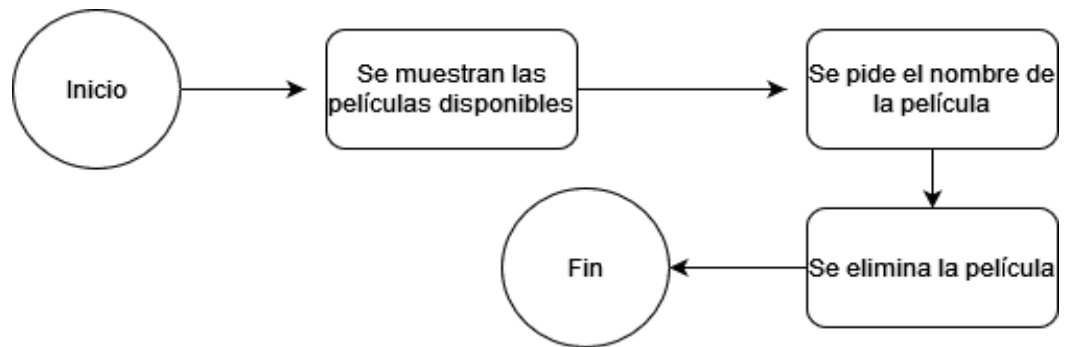 Inicio
Se muestran las
películas disponibles
Se pide el nombre de
la película
Se elimina la película
Fin